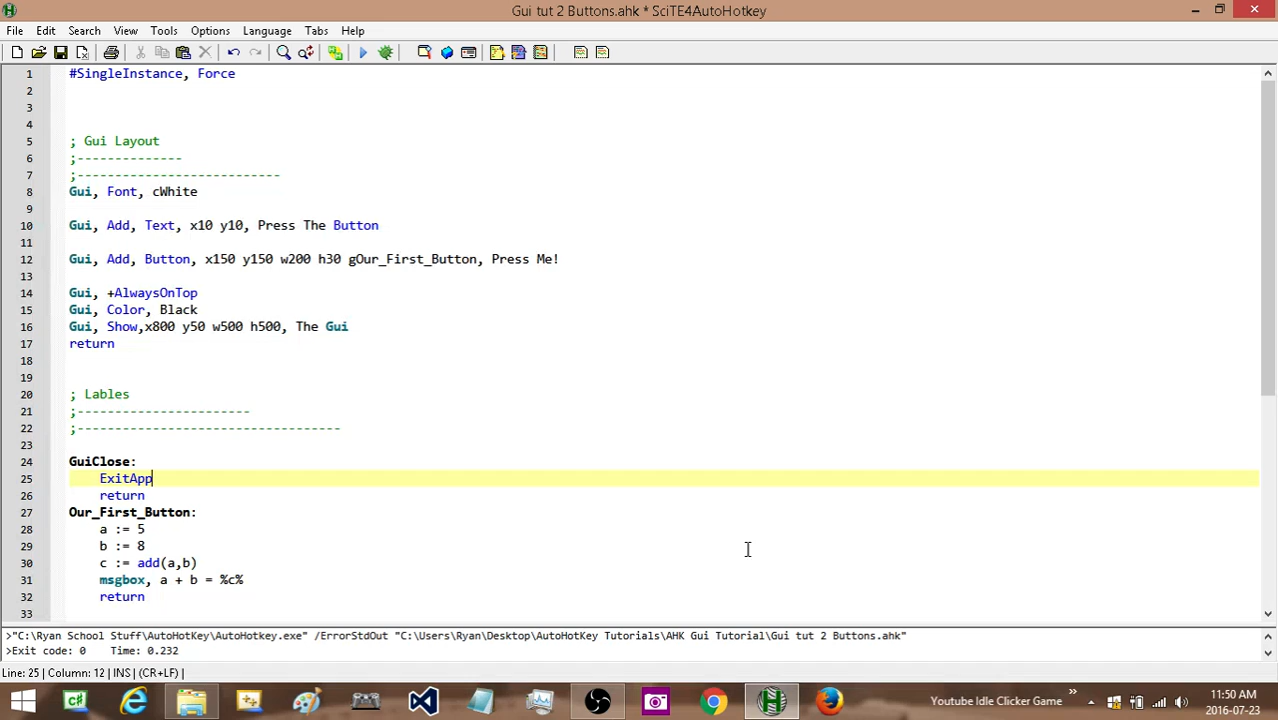 Gui tut 2 Buttons.ahk * SciTE4AutoHotkey
File Edit Search View Tools Options Language Tabs Help
1 #SingleInstance, Force
2
3
4
5 ; Gui Layout
6 ;--------------
7 ;---------------------------
8 Gui, Font, cWhite
9
10 Gui, Add, Text, x10 y10, Press The Button
11
12 Gui, Add, Button, x150 y150 w200 h30 gOur_First_Button, Press Me!
13
14 Gui, +AlwaysOnTop
15 Gui, Color, Black
16 Gui, Show,x800 y50 w500 h500, The Gui
17 return
18
19
20 ; Lables
21 ;-----------------------
22 ;-----------------------------------
23
24 GuiClose:
25 ExitApp
26 return
27 Our_First_Button:
28 a := 5
29 b := 8
30 c := add(a,b)
31 msgbox, a + b = %c%
32 return
33
>"C:\Ryan School Stuff\AutoHotKey\AutoHotkey.exe" /ErrorStdOut "C:\Users\Ryan\Desktop\AutoHotKey Tutorials\AHK Gui Tutorial\Gui tut 2 Buttons.ahk"
>Exit code: 0 Time: 0.232
Line: 25 | Column: 12 | INS | (CR+LF) |
Youtube Idle Clicker Game
11:50 AM
2016-07-23